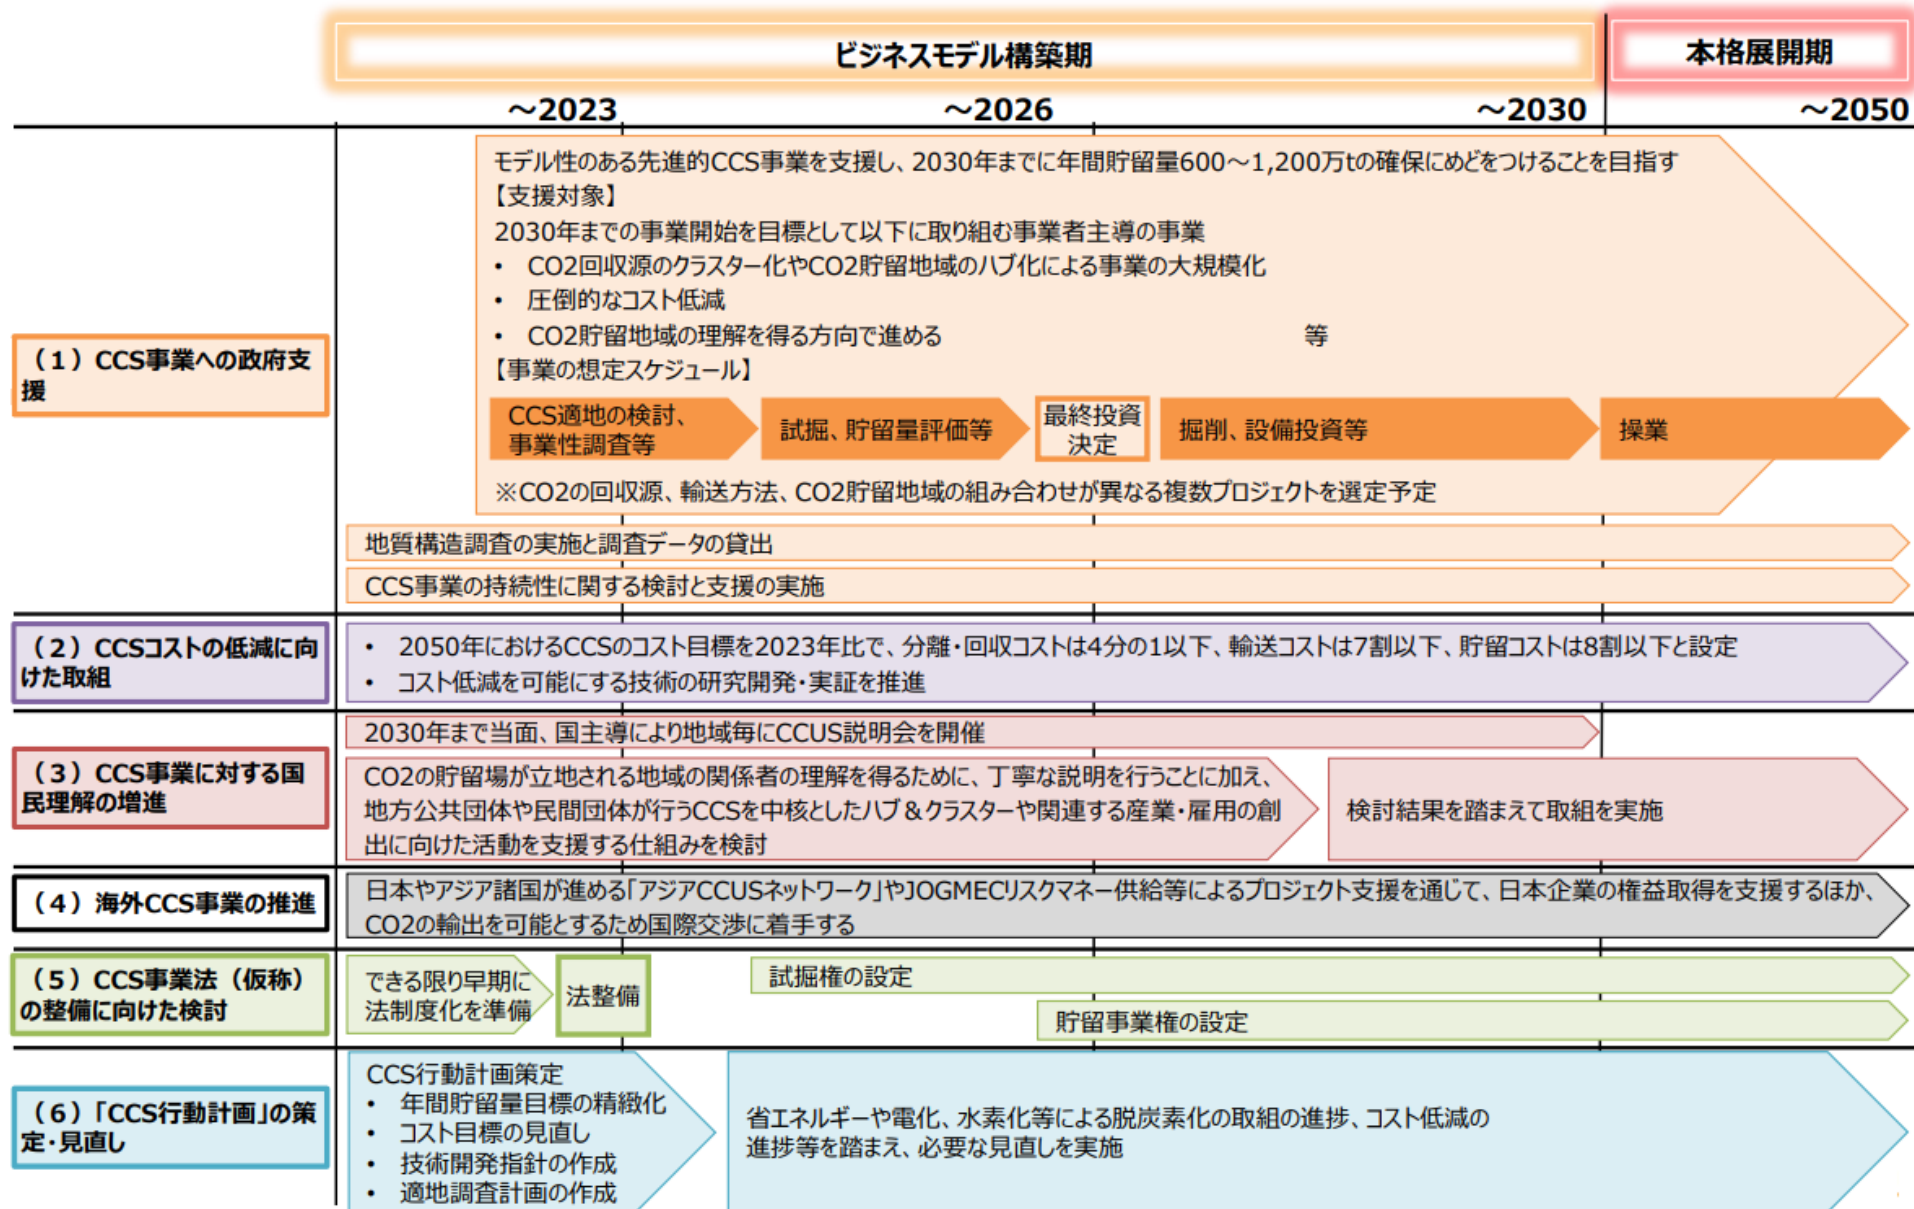 ビジネスモデル構築期
本格展開期
～2023
～2026
～2030
～2050
（1）CCS事業への政府支
援
モデル性のある先進的CCS事業を支援し、2030年までに年間貯留量600～1,200万tの確保にめどをつけることを目指す
【支援対象】
2030年までの事業開始を目標として以下に取り組む事業者主導の事業
• CO2回収源のクラスター化やCO2貯留地域のハブ化による事業の大規模化
• 圧倒的なコスト低減
• CO2貯留地域の理解を得る方向で進める 等
【事業の想定スケジュール】
CCS適地の検討、
事業性調査等
試掘、貯留量評価等
最終投資
決定
掘削、設備投資等
操業
※CO2の回収源、輸送方法、CO2貯留地域の組み合わせが異なる複数プロジェクトを選定予定
地質構造調査の実施と調査データの貸出
CCS事業の持続性に関する検討と支援の実施
（2）CCSコストの低減に向
けた取組
• 2050年におけるCCSのコスト目標を2023年比で、分離・回収コストは4分の1以下、輸送コストは7割以下、貯留コストは8割以下と設定
• コスト低減を可能にする技術の研究開発・実証を推進
（3）CCS事業に対する国
民理解の増進
2030年まで当面、国主導により地域毎にCCUS説明会を開催
CO2の貯留場が立地される地域の関係者の理解を得るために、丁寧な説明を行うことに加え、
地方公共団体や民間団体が行うCCSを中核としたハブ＆クラスターや関連する産業・雇用の創
出に向けた活動を支援する仕組みを検討
検討結果を踏まえて取組を実施
（4）海外CCS事業の推進
日本やアジア諸国が進める「アジアCCUSネットワーク」やJOGMECリスクマネー供給等によるプロジェクト支援を通じて、日本企業の権益取得を支援するほか、
CO2の輸出を可能とするため国際交渉に着手する
（5）CCS事業法（仮称）
の整備に向けた検討
できる限り早期に
法制度化を準備
法整備
試掘権の設定
貯留事業権の設定
（6）「CCS行動計画」の策
定・見直し
CCS行動計画策定
• 年間貯留量目標の精緻化
• コスト目標の見直し
• 技術開発指針の作成
• 適地調査計画の作成
省エネルギーや電化、水素化等による脱炭素化の取組の進捗、コスト低減の
進捗等を踏まえ、必要な見直しを実施